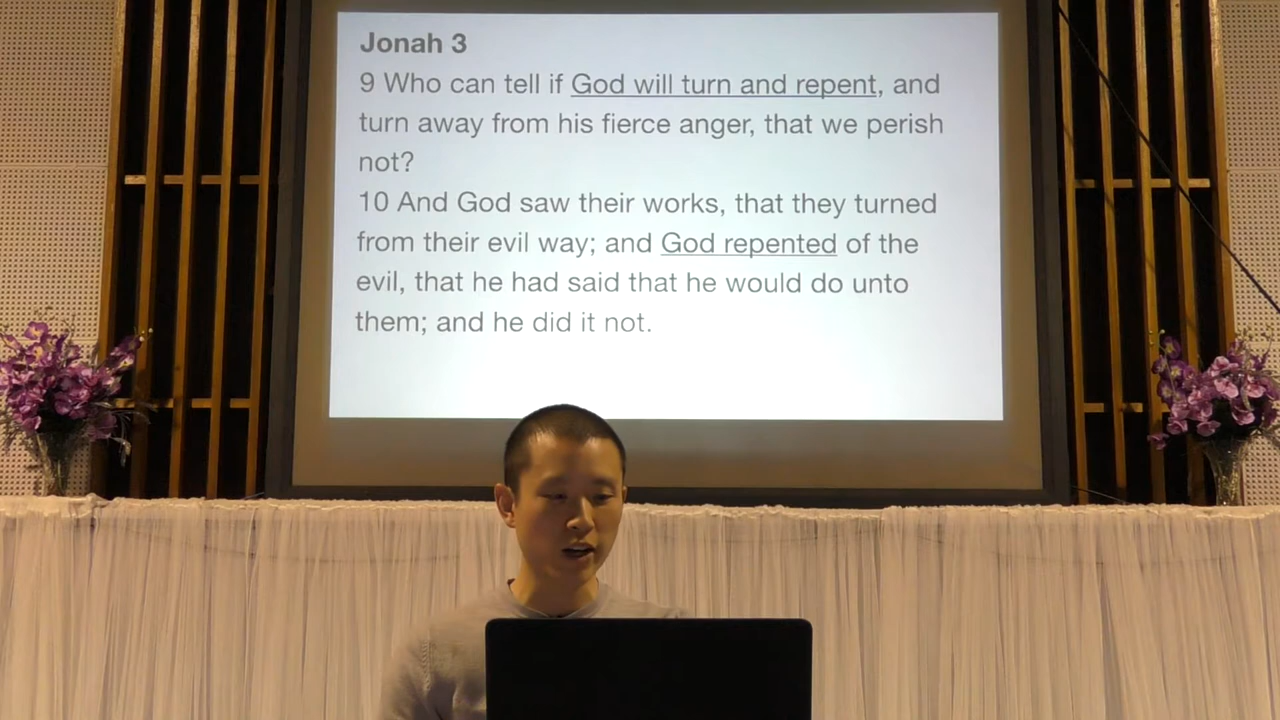 Jonah 3
9 Who can tell if God will turn and repent, and
turn away from his fierce anger, that we perish
not?
10 And God saw their works, that they turned
from their evil way; and God repented of the
evil, that he had said that he would do unto
them; and he did it not.